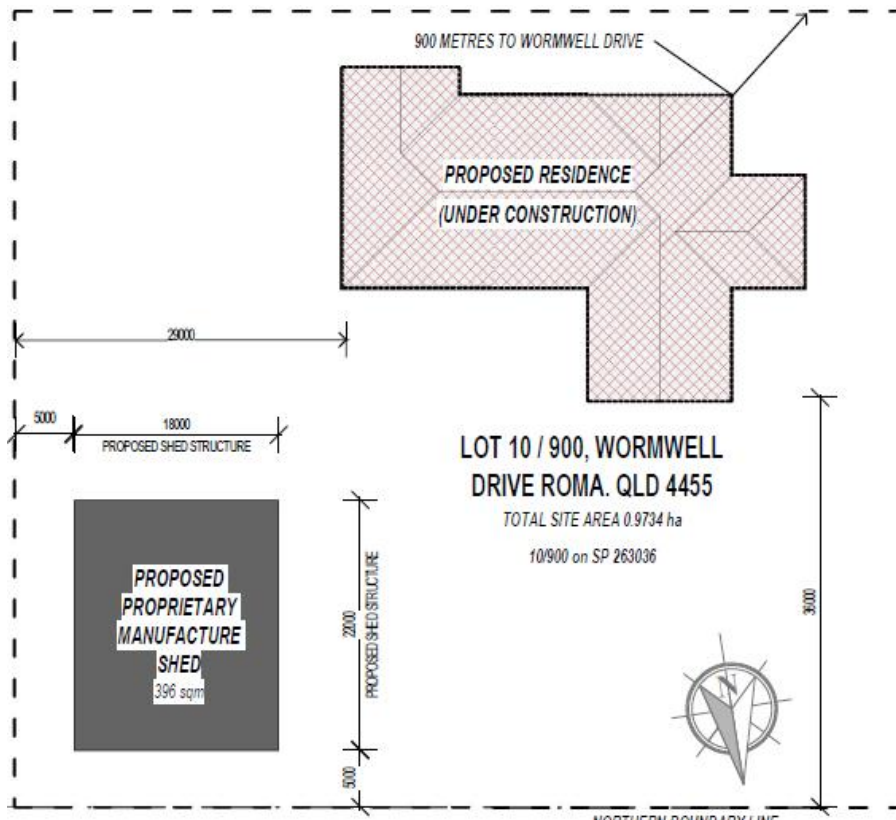 900 METRES TO WORMWELL DRIVE
PROPOSED RESIDENCE
(UNDER CONSTRUCTION)
29000
5000
18000
PROPOSED SHED STRUCTURE
LOT 10 / 900, WORMWELL
DRIVE ROMA. QLD 4455
TOTAL SITE AREA 0.9734 ha
10/900 on SP 263036
PROPOSED
PROPRIETARY
MANUFACTURE
SHED
396 sqm
22000
PROPOSED SHED STRUCTURE
36000
N
5000
NORTHERN BOUNDARY LINE